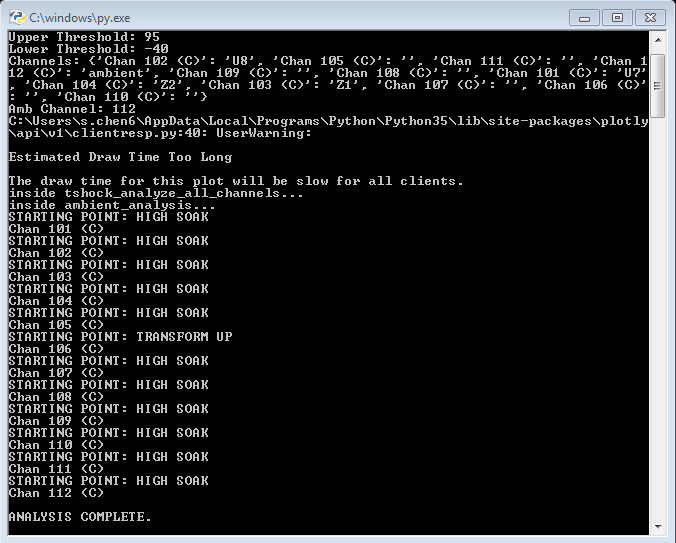 C:\windows\py.exe
Upper Threshold: 95
Lower Threshold: -40
Channels: {'Chan 102 (C)': 'U8', 'Chan 105 (C)': '', 'Chan 111 (C)': '', 'Chan 1
12 (C)': 'ambient', 'Chan 109 (C)': '', 'Chan 108 (C)': '', 'Chan 101 (C)': 'U7'
, 'Chan 104 (C)': 'Z2', 'Chan 103 (C)': 'Z1', 'Chan 107 (C)': '', 'Chan 106 (C)'
: '', 'Chan 110 (C)': ''}
Amb Channel: 112
C:\Users\s.chen6\AppData\Local\Programs\Python\Python35\lib\site-packages\plotly
\api\v1\clientresp.py:40: UserWarning:
Estimated Draw Time Too Long
The draw time for this plot will be slow for all clients.
inside tshock_analyze_all_channels...
inside ambient_analysis...
STARTING POINT: HIGH SOAK
Chan 101 (C)
STARTING POINT: HIGH SOAK
Chan 102 (C)
STARTING POINT: HIGH SOAK
Chan 103 (C)
STARTING POINT: HIGH SOAK
Chan 104 (C)
STARTING POINT: HIGH SOAK
Chan 105 (C)
STARTING POINT: TRANSFORM UP
Chan 106 (C)
STARTING POINT: HIGH SOAK
Chan 107 (C)
STARTING POINT: HIGH SOAK
Chan 108 (C)
STARTING POINT: HIGH SOAK
Chan 109 (C)
STARTING POINT: HIGH SOAK
Chan 110 (C)
STARTING POINT: HIGH SOAK
Chan 111 (C)
STARTING POINT: HIGH SOAK
Chan 112 (C)
ANALYSIS COMPLETE.